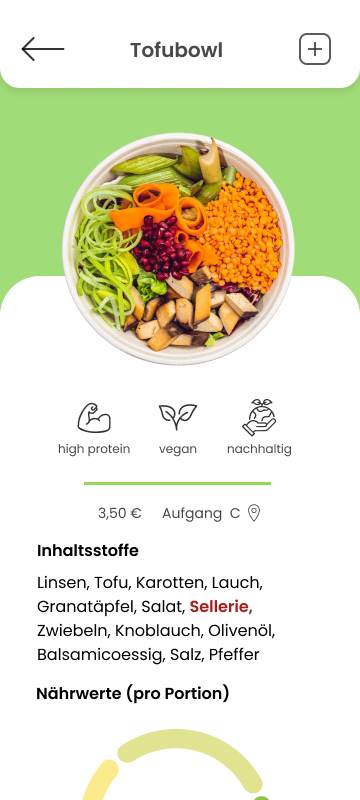 Tofubowl
high protein
vegan
nachhaltig
3,50 € Aufgang C
Inhaltsstoffe
Linsen, Tofu, Karotten, Lauch,
Granatäpfel, Salat, Sellerie,
Zwiebeln, Knoblauch, Olivenöl,
Balsamicoessig, Salz, Pfeffer
Nährwerte (pro Portion)